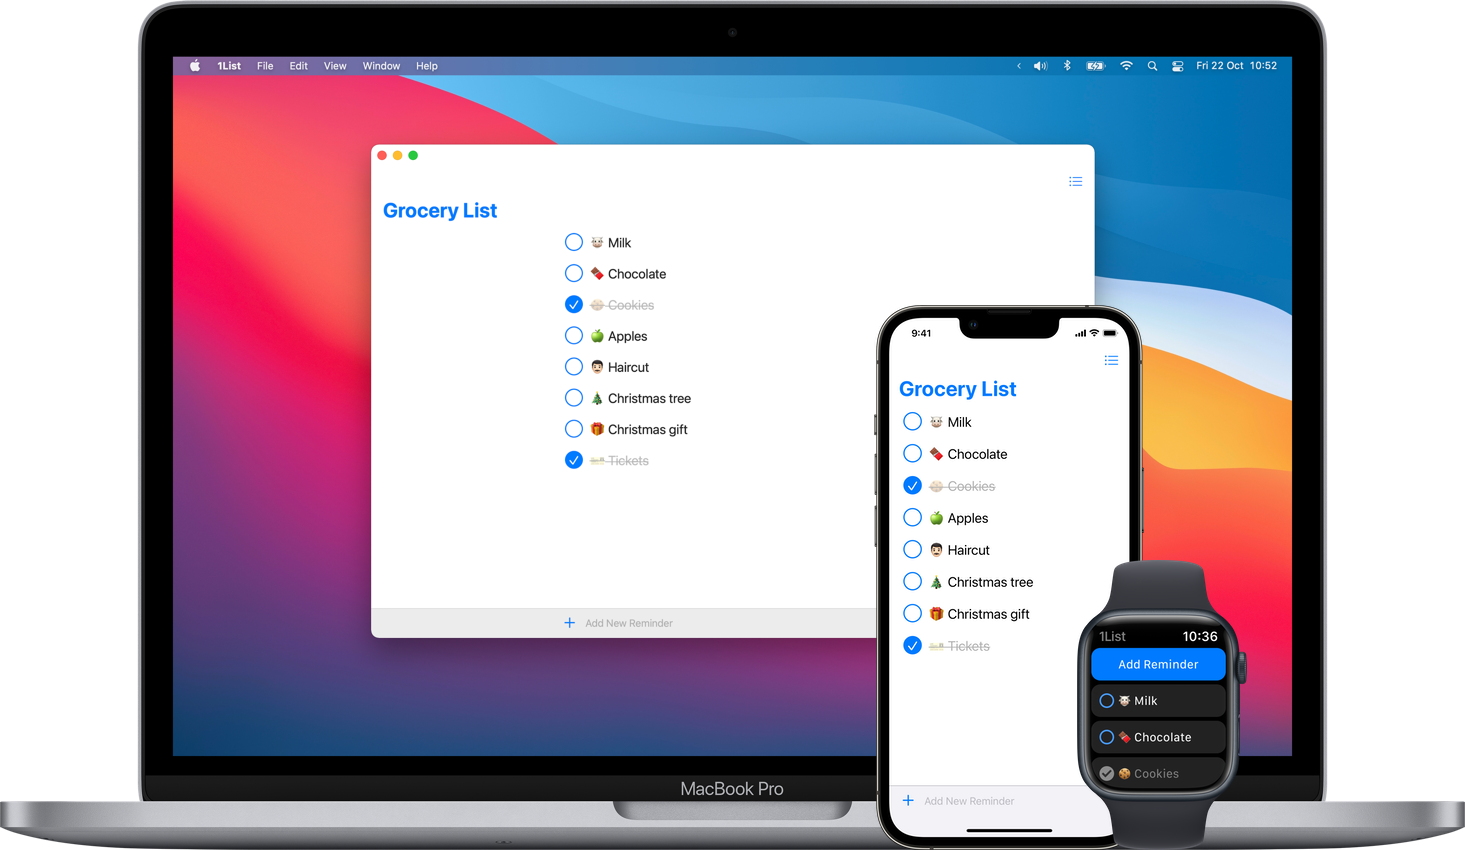 1List File Edit View Window Help Fri 22 Oct 10:52
Grocery List
Milk
Chocolate
Cookies
Apples
Haircut
Christmas tree
Christmas gift
Tickets
Add New Reminder
MacBook Pro
9:41
Grocery List
Milk
Chocolate
Cookies
Apples
Haircut
Christmas tree
Christmas gift
Tickets
Add New Reminder
1List 10:36
Add Reminder
Milk
Chocolate
Cookies